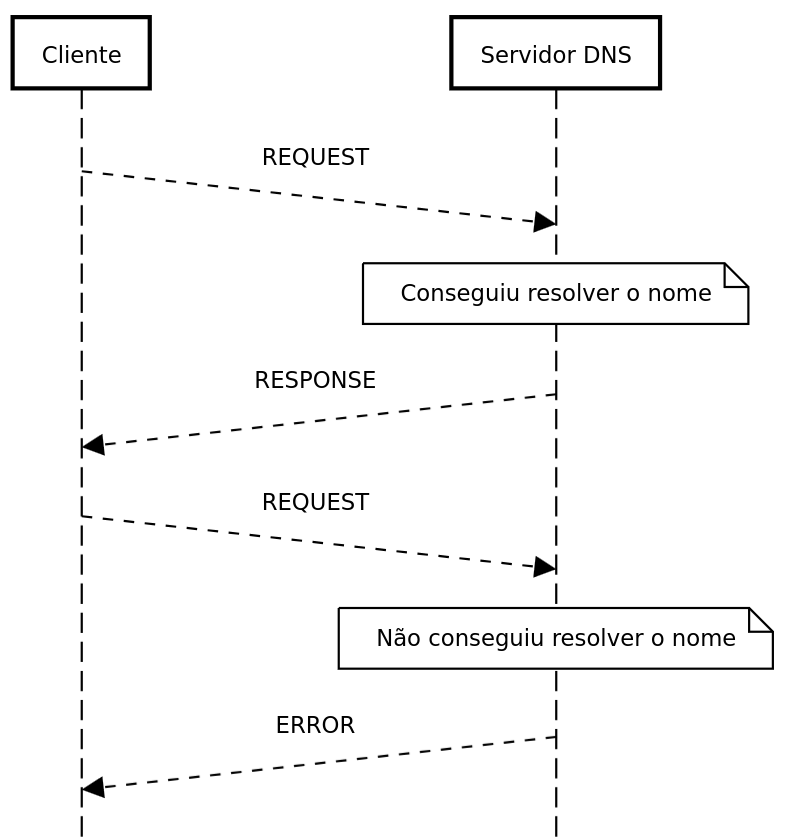 Cliente
Servidor DNS
REQUEST
Conseguiu resolver o nome
RESPONSE
REQUEST
Não conseguiu resolver o nome
ERROR